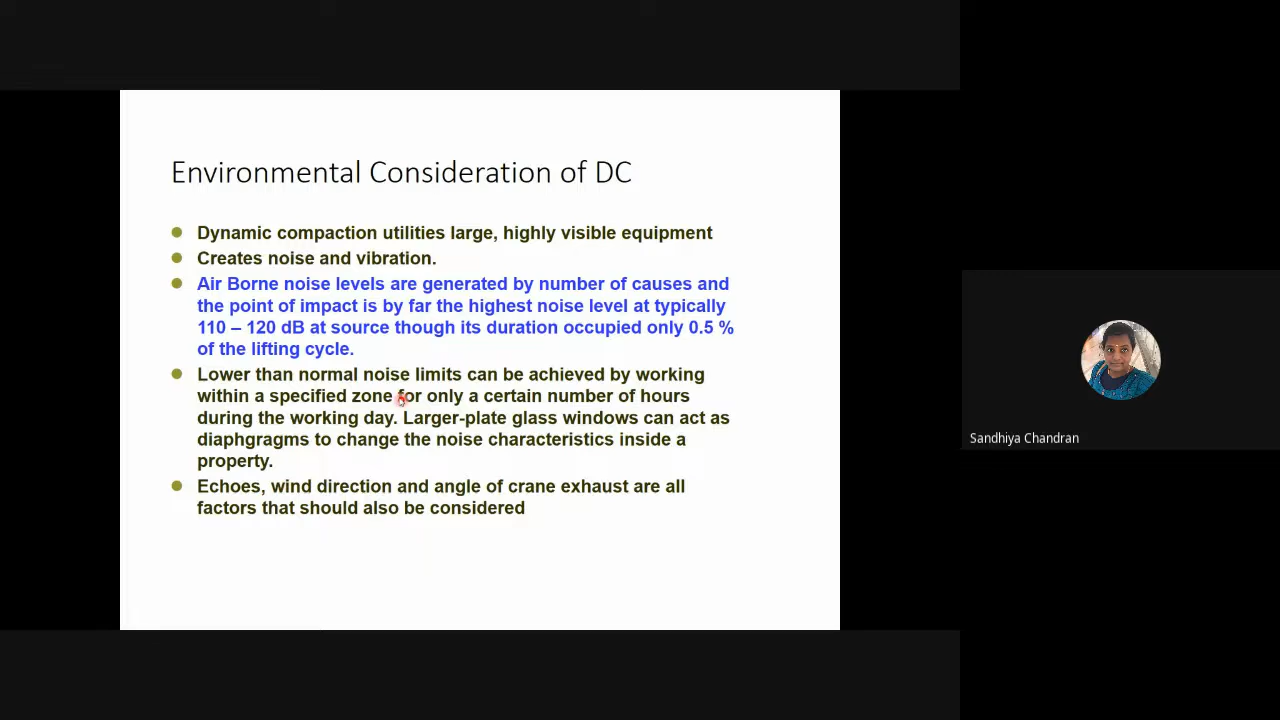 Environmental Consideration of DC
Dynamic compaction utilities large, highly visible equipment
Creates noise and vibration.
Air Borne noise levels are generated by number of causes and
the point of impact is by far the highest noise level at typically
110 – 120 dB at source though its duration occupied only 0.5 %
of the lifting cycle.
Lower than normal noise limits can be achieved by working
within a specified zone for only a certain number of hours
during the working day. Larger-plate glass windows can act as
diaphgragms to change the noise characteristics inside a
property.
Echoes, wind direction and angle of crane exhaust are all
factors that should also be considered
Sandhiya Chandran